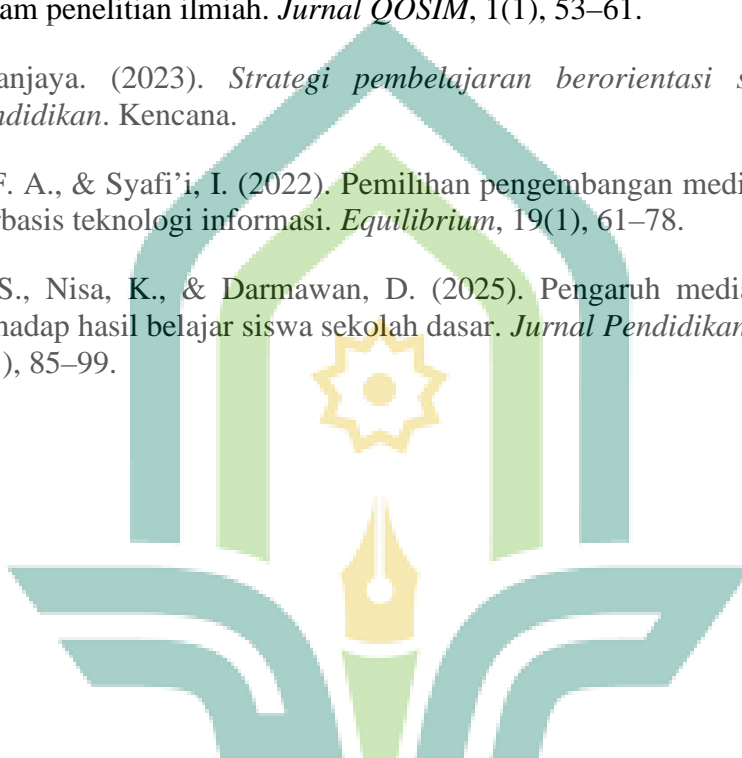 am penelitian ilmiah. Jurnal QOSIM, 1(1), 53–61.
anjaya. (2023). Strategi pembelajaran berorientasi s
ndidikan. Kencana.
F. A., & Syafi’i, I. (2022). Pemilihan pengembangan medi
rbasis teknologi informasi. Equilibrium, 19(1), 61–78.
S., Nisa, K., & Darmawan, D. (2025). Pengaruh media
hadap hasil belajar siswa sekolah dasar. Jurnal Pendidikan
), 85–99.